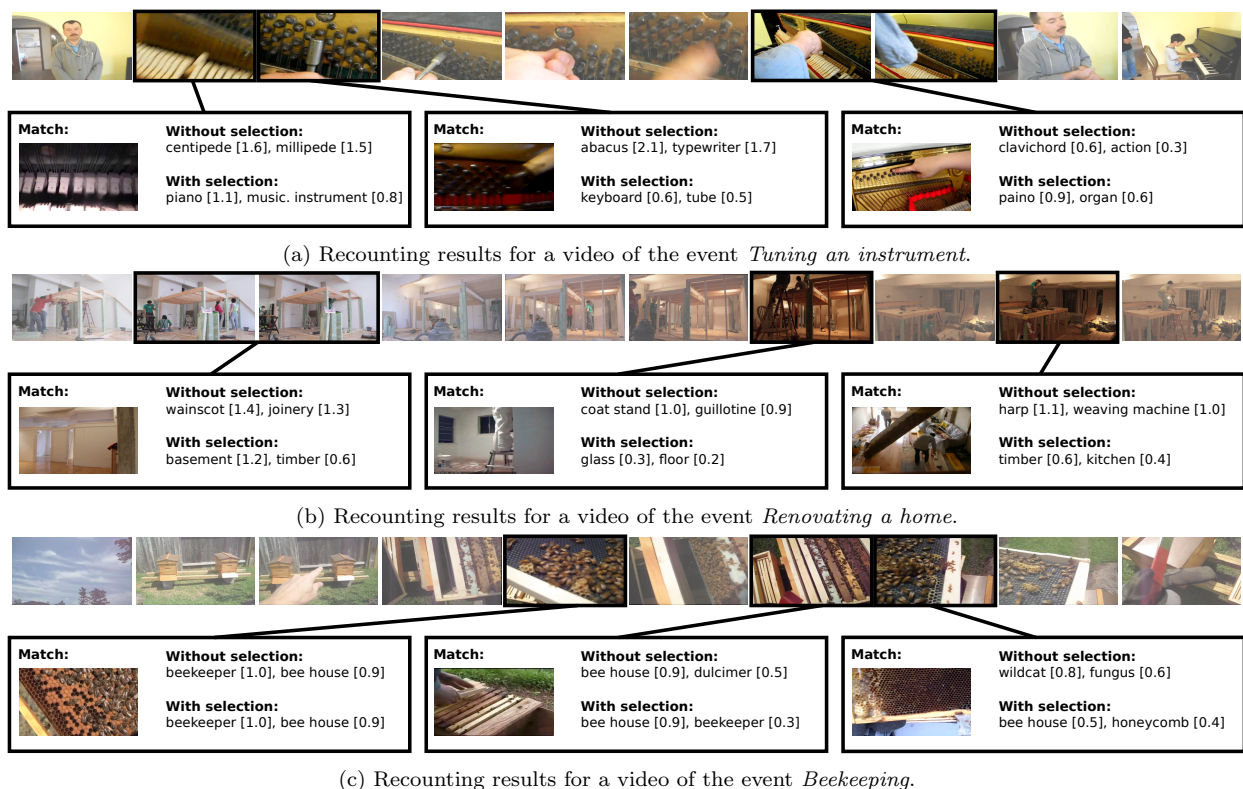 Match:
Without selection:
centipede [1.6], millipede [1.5]
With selection:
piano [1.1], music. instrument [0.8]
Match:
Without selection:
abacus [2.1], typewriter [1.7]
With selection:
keyboard [0.6], tube [0.5]
Match:
Without selection:
clavichord [0.6], action [0.3]
With selection:
paino [0.9], organ [0.6]
(a) Recounting results for a video of the event Tuning an instrument.
Match:
Without selection:
wainscot [1.4], joinery [1.3]
With selection:
basement [1.2], timber [0.6]
Match:
Without selection:
coat stand [1.0], guillotine [0.9]
With selection:
glass [0.3], floor [0.2]
Match:
Without selection:
harp [1.1], weaving machine [1.0]
With selection:
timber [0.6], kitchen [0.4]
(b) Recounting results for a video of the event Renovating a home.
Match:
Without selection:
beekeeper [1.0], bee house [0.9]
With selection:
beekeeper [1.0], bee house [0.9]
Match:
Without selection:
bee house [0.9], dulcimer [0.5]
With selection:
bee house [0.9], beekeeper [0.3]
Match:
Without selection:
wildcat [0.8], fungus [0.6]
With selection:
bee house [0.5], honeycomb [0.4]
(c) Recounting results for a video of the event Beekeeping.